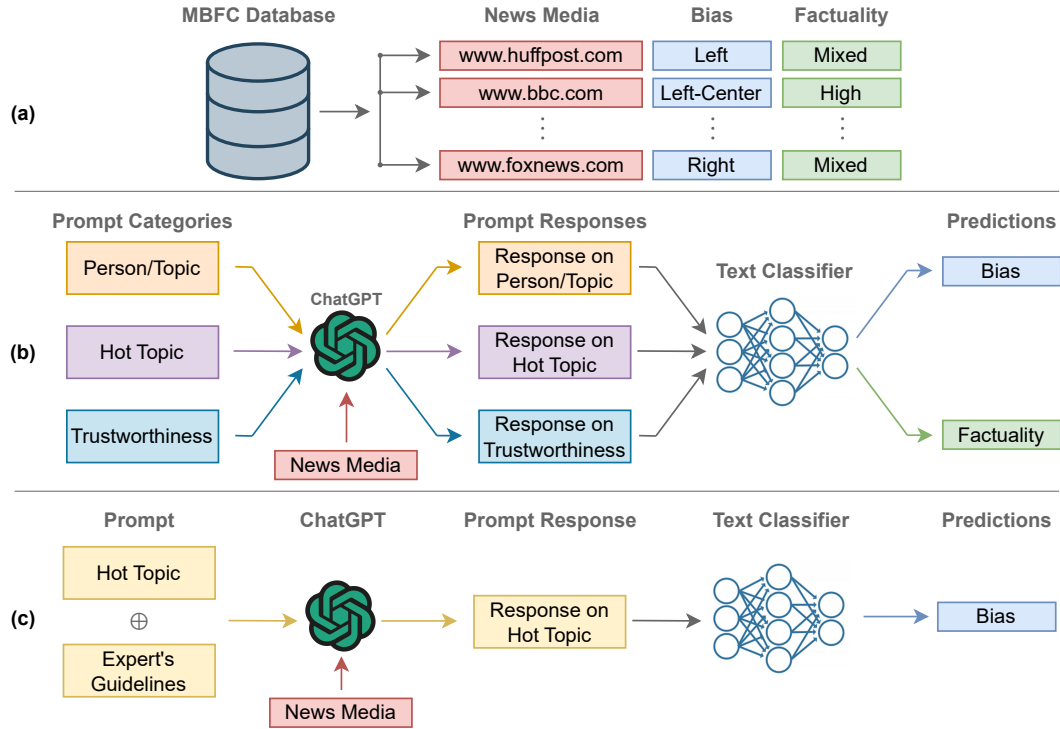 MBFC Database
News Media
Bias
Factuality
(a)
www.huffpost.com
Left
Mixed
www.bbc.com
Left-Center
High
www.foxnews.com
Right
Mixed
(b)
Prompt Categories
Prompt Responses
Predictions
Person/Topic
Hot Topic
Trustworthiness
ChatGPT
News Media
Response on
Person/Topic
Response on
Hot Topic
Response on
Trustworthiness
Text Classifier
Bias
Factuality
(c)
Prompt
ChatGPT
Prompt Response
Text Classifier
Predictions
Hot Topic
⊕
Expert's
Guidelines
News Media
Response on
Hot Topic
Bias